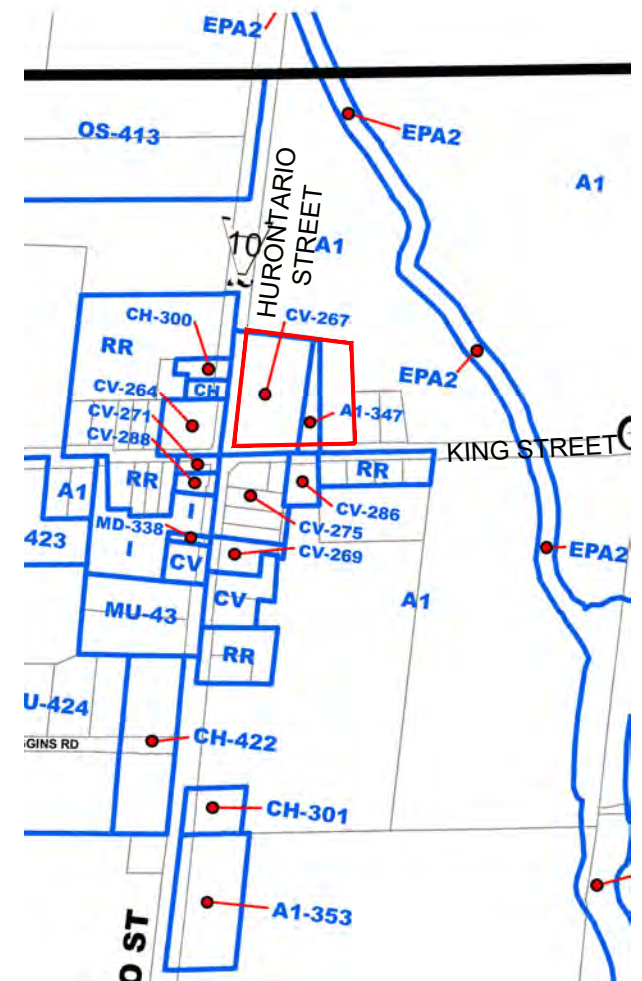 EPA2
OS-413
EPA2
A1
10
HURONTARIO
STREET
A1
CH-300
CV-267
RR
EPA2
CV-264
CH
CV-271
A1-347
CV-288
KING STREET
RR
RR
A1
CV-286
I
MD-338
CV-275
423
I
CV-269
EPA2
CV
CV
A1
MU-43
RR
U-424
CH-422
GGINS RD
CH-301
A1-353
O ST